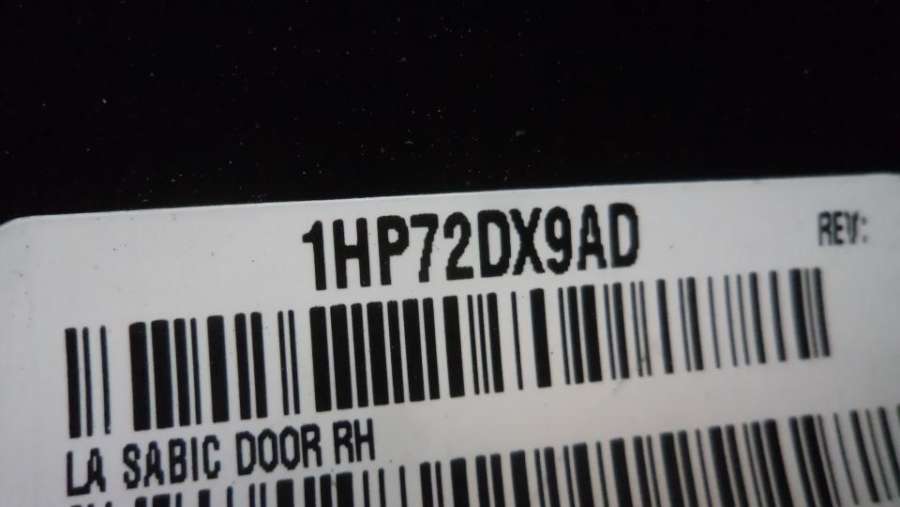 1HP72DX9AD
REV:
LA SABIC DOOR RH